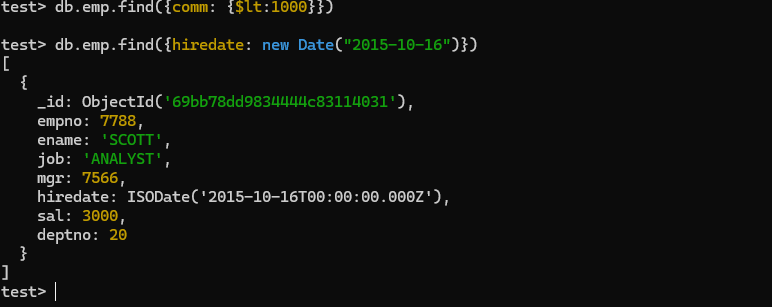 test> db.emp.find({comm: {$lt:1000}})
test> db.emp.find({hiredate: new Date("2015-10-16")})
[
  {
    _id: ObjectId('69bb78dd9834444c83114031'),
    empno: 7788,
    ename: 'SCOTT',
    job: 'ANALYST',
    mgr: 7566,
    hiredate: ISODate('2015-10-16T00:00:00.000Z'),
    sal: 3000,
    deptno: 20
  }
]
test>